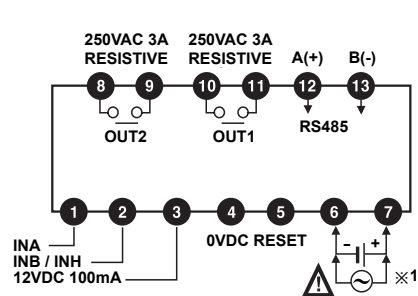 250VAC 3A 250VAC 3A
RESISTIVE RESISTIVE A(+) B(-)
8 9 10 11 12 13
OUT2 OUT1 RS485
1 2 3 4 5 6 7
INA 0VDC RESET - +
INB / INH
12VDC 100mA ※1